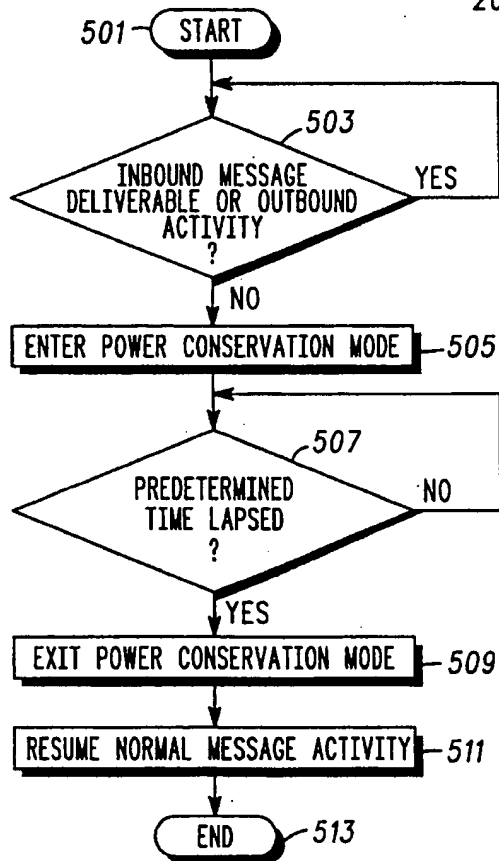 20
501 START
503
INBOUND MESSAGE
DELIVERABLE OR OUTBOUND
ACTIVITY
?
YES
NO
ENTER POWER CONSERVATION MODE 505
507
PREDETERMINED
TIME LAPSED
?
NO
YES
EXIT POWER CONSERVATION MODE 509
RESUME NORMAL MESSAGE ACTIVITY 511
END 513